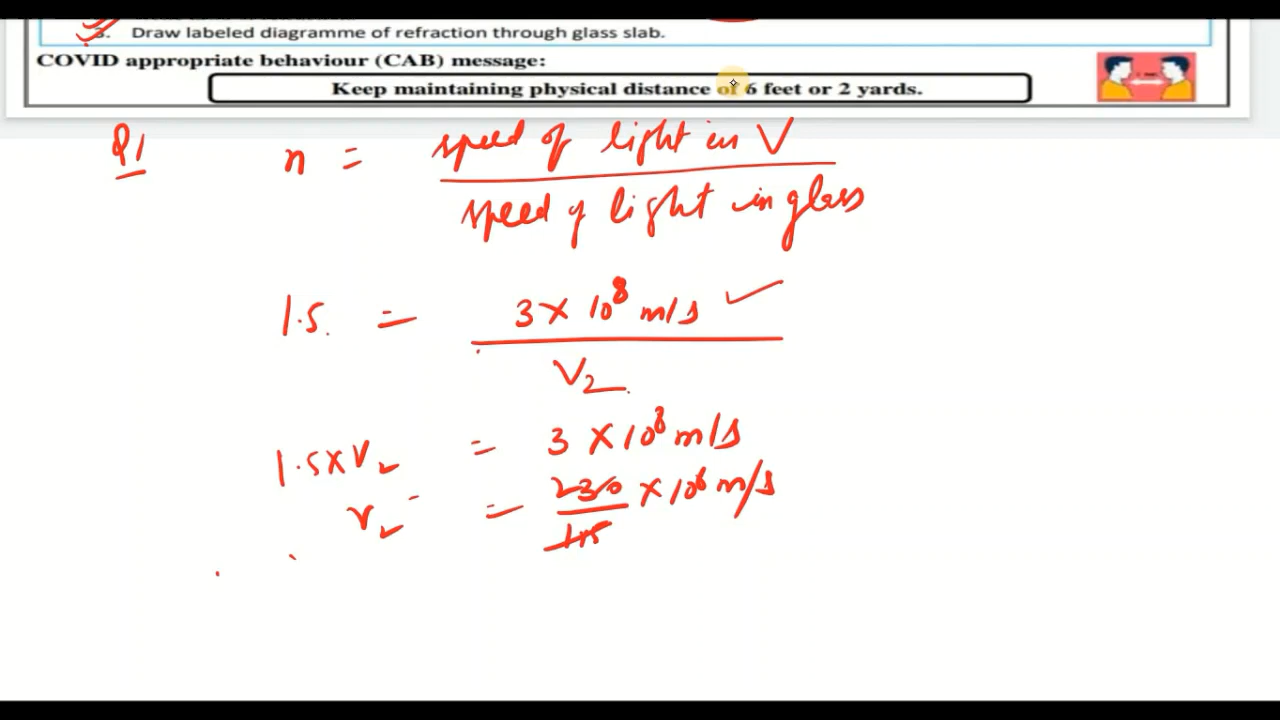 3. Draw labeled diagramme of refraction through glass slab.
COVID appropriate behaviour (CAB) message:
Keep maintaining physical distance of 6 feet or 2 yards.
Q1
n = speed of light in V
speed of light in glass
1.5. = 3 × 10⁸ m/s ✓
V₂
1.5 × V₂ = 3 × 10⁸ m/s
V₂ = × 10⁸ m/s